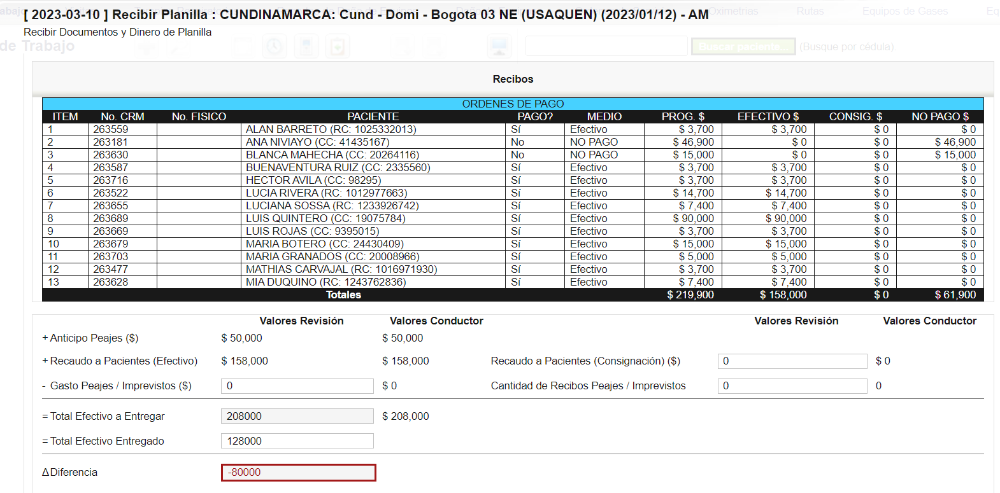 [ 2023-03-10 ] Recibir Planilla : CUNDINAMARCA: Cund - Domi - Bogota 03 NE (USAQUEN) (2023/01/12) - AM
Oximetrias Rutas Equipos de Gases Eq
Recibir Documentos y Dinero de Planilla
de Trabajo Buscar paciente... (Busque por cédula).
Recibos
ORDENES DE PAGO
ITEM No. CRM No. FISICO PACIENTE PAGO? MEDIO PROG. $ EFECTIVO $ CONSIG. $ NO PAGO $
1 263559 ALAN BARRETO (RC: 1025332013) Sí Efectivo $ 3,700 $ 3,700 $ 0 $ 0
2 263181 ANA NIVIAYO (CC: 41435167) No NO PAGO $ 46,900 $ 0 $ 0 $ 46,900
3 263630 BLANCA MAHECHA (CC: 20264116) No NO PAGO $ 15,000 $ 0 $ 0 $ 15,000
4 263587 BUENAVENTURA RUIZ (CC: 2335560) Sí Efectivo $ 3,700 $ 3,700 $ 0 $ 0
5 263716 HECTOR AVILA (CC: 98295) Sí Efectivo $ 3,700 $ 3,700 $ 0 $ 0
6 263522 LUCIA RIVERA (RC: 1012977663) Sí Efectivo $ 14,700 $ 14,700 $ 0 $ 0
7 263655 LUCIANA SOSSA (RC: 1233926742) Sí Efectivo $ 7,400 $ 7,400 $ 0 $ 0
8 263689 LUIS QUINTERO (CC: 19075784) Sí Efectivo $ 90,000 $ 90,000 $ 0 $ 0
9 263669 LUIS ROJAS (CC: 9395015) Sí Efectivo $ 3,700 $ 3,700 $ 0 $ 0
10 263679 MARIA BOTERO (CC: 24430409) Sí Efectivo $ 15,000 $ 15,000 $ 0 $ 0
11 263703 MARIA GRANADOS (CC: 20008966) Sí Efectivo $ 5,000 $ 5,000 $ 0 $ 0
12 263477 MATHIAS CARVAJAL (RC: 1016971930) Sí Efectivo $ 3,700 $ 3,700 $ 0 $ 0
13 263628 MIA DUQUINO (RC: 1243762836) Sí Efectivo $ 7,400 $ 7,400 $ 0 $ 0
Totales $ 219,900 $ 158,000 $ 0 $ 61,900
Valores Revisión Valores Conductor Valores Revisión Valores Conductor
+ Anticipo Peajes ($) $ 50,000 $ 50,000
+ Recaudo a Pacientes (Efectivo) $ 158,000 $ 158,000 Recaudo a Pacientes (Consignación) ($) 0 $ 0
- Gasto Peajes / Imprevistos ($) 0 $ 0 Cantidad de Recibos Peajes / Imprevistos 0 0
= Total Efectivo a Entregar 208000 $ 208,000
= Total Efectivo Entregado 128000
Δ Diferencia -80000